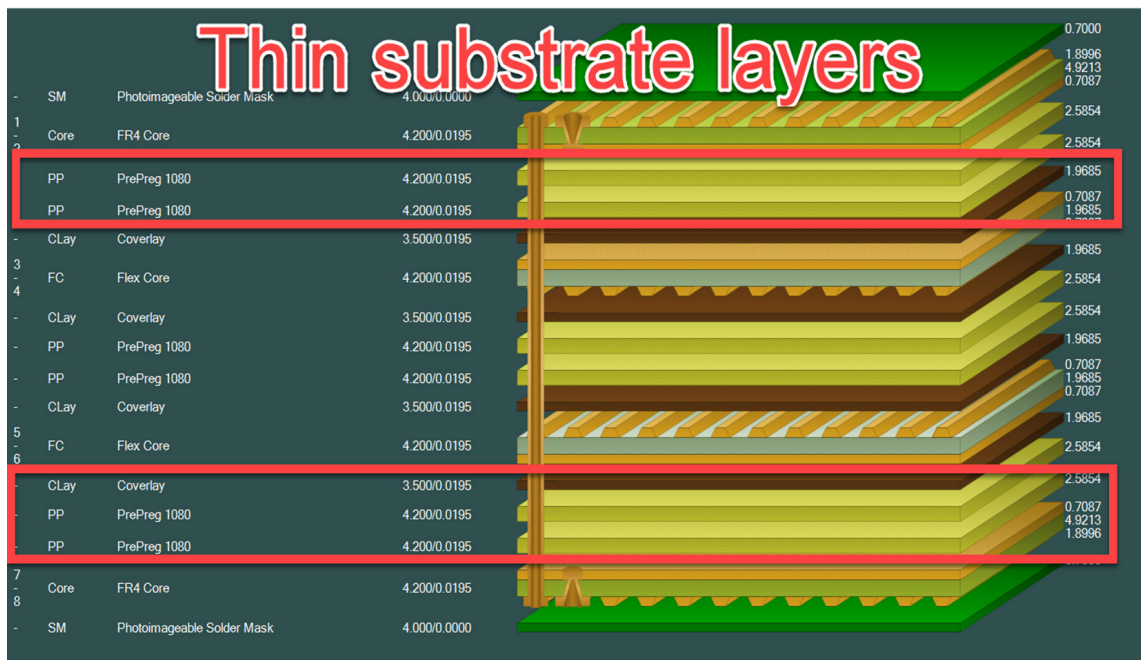 Thin substrate layers
0.7000
- SM Photoimageable Solder Mask 4.000/0.0000
1.8996
4.9213
0.7087
1
- Core FR4 Core 4.200/0.0195
2
2.5854
2.5854
PP PrePreg 1080 4.200/0.0195
1.9685
PP PrePreg 1080 4.200/0.0195
0.7087
1.9685
- CLay Coverlay 3.500/0.0195
1.9685
3
- FC Flex Core 4.200/0.0195
4
2.5854
- CLay Coverlay 3.500/0.0195
2.5854
- PP PrePreg 1080 4.200/0.0195
1.9685
- PP PrePreg 1080 4.200/0.0195
0.7087
1.9685
0.7087
- CLay Coverlay 3.500/0.0195
1.9685
5
- FC Flex Core 4.200/0.0195
6
2.5854
- CLay Coverlay 3.500/0.0195
2.5854
- PP PrePreg 1080 4.200/0.0195
0.7087
4.9213
1.8996
- PP PrePreg 1080 4.200/0.0195
7
- Core FR4 Core 4.200/0.0195
8
- SM Photoimageable Solder Mask 4.000/0.0000